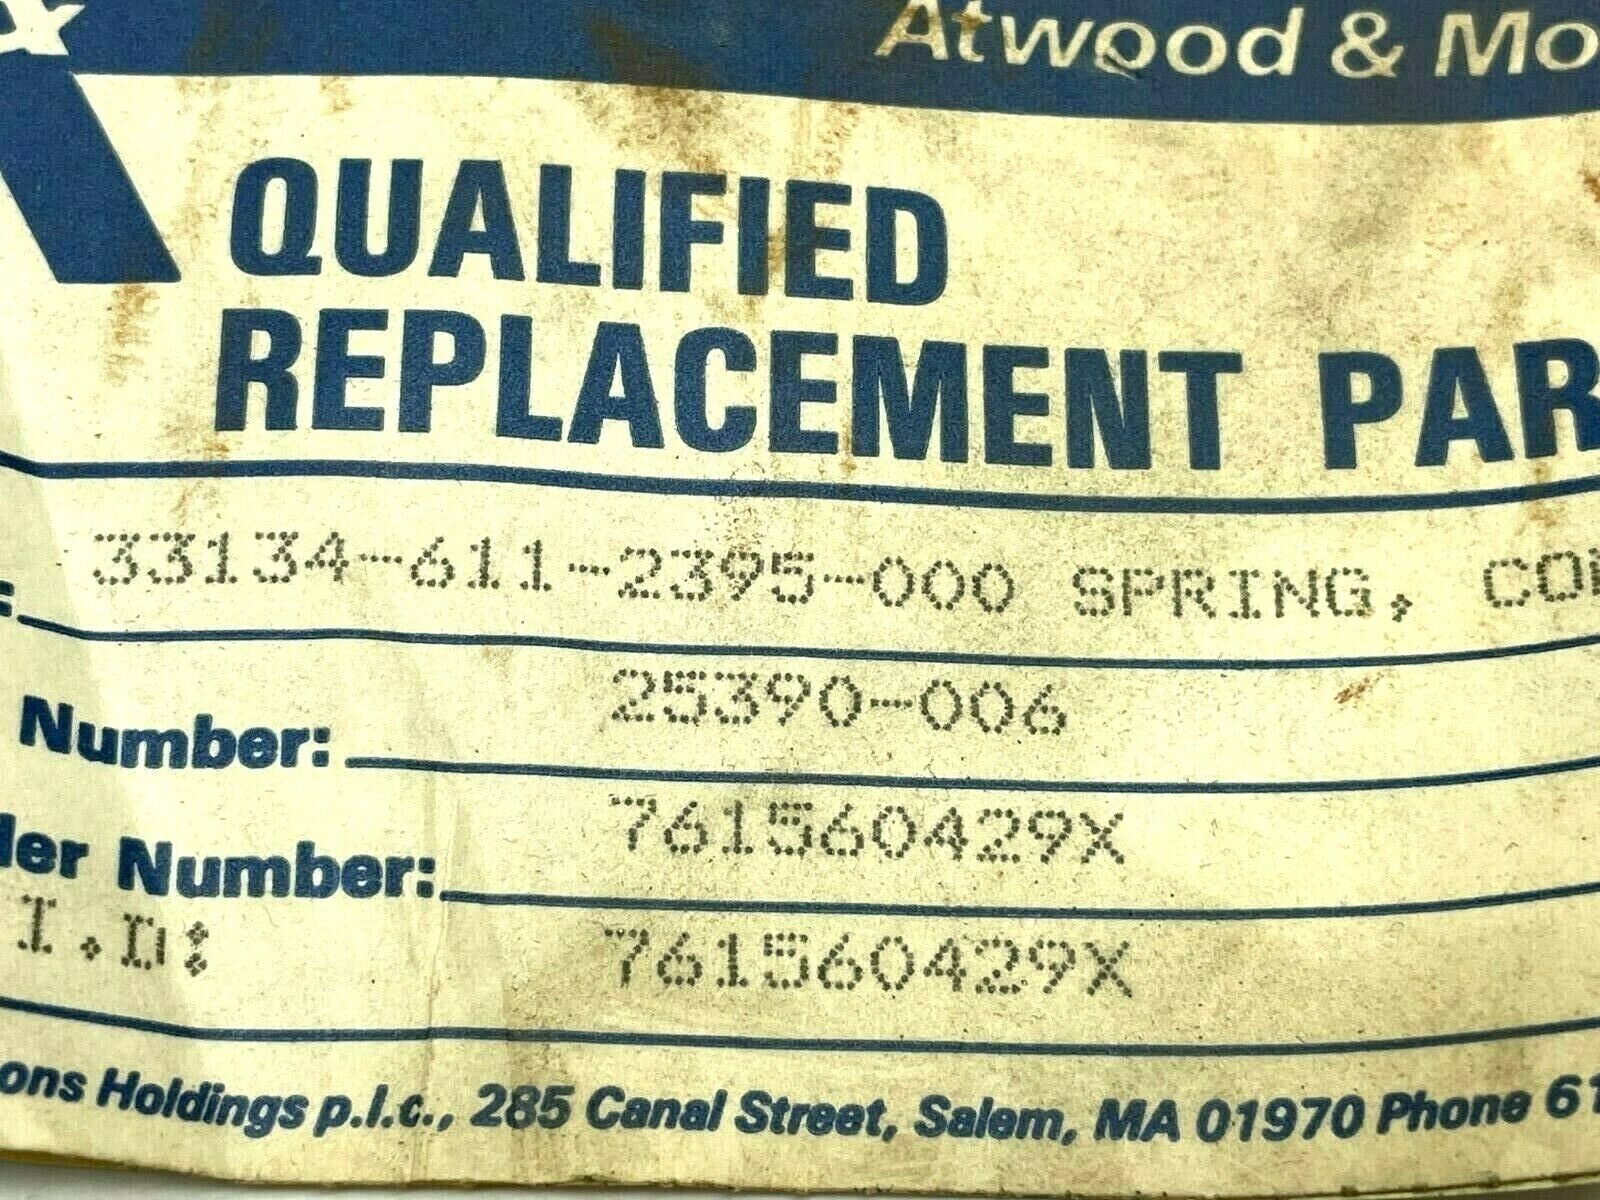 &
Atwood & Mo
QUALIFIED
REPLACEMENT PAR
33134-611-2395-000 SPRING, COM
25390-006
Number:
761560429X
der Number:
I.D: 761560429X
ons Holdings p.l.c., 285 Canal Street, Salem, MA 01970 Phone 61